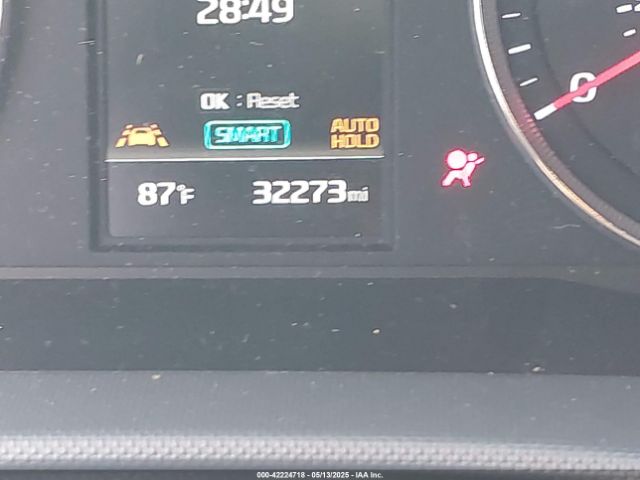 28:49
OK : Reset
SMART
AUTO
HOLD
87°F 32273mi
0
000-42224718 - 05/13/2025 - IAA Inc.